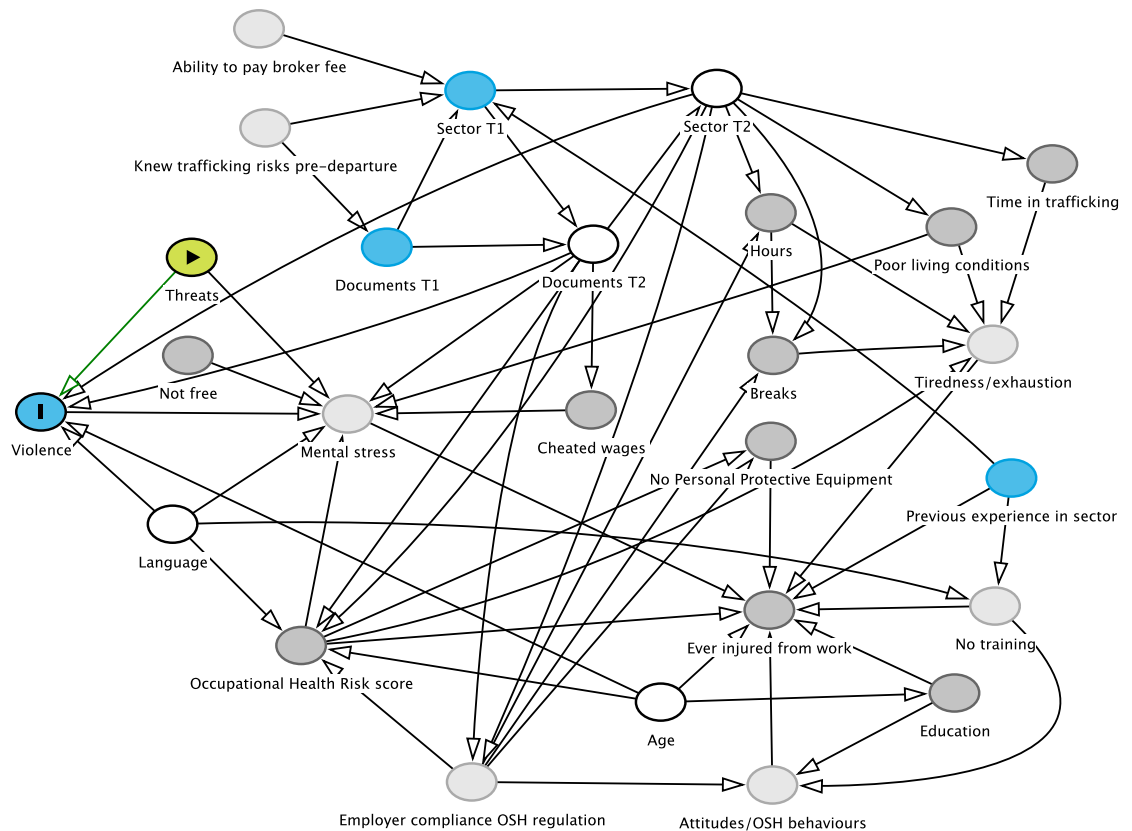 Ability to pay broker fee
Sector T1
Sector T2
Knew trafficking risks pre-departure
Time in trafficking
Hours
Poor living conditions
Documents T1
Documents T2
Threats
Tiredness/exhaustion
Not free
Breaks
Violence
Mental stress
Cheated wages
No Personal Protective Equipment
Previous experience in sector
Language
Ever injured from work
No training
Occupational Health Risk score
Age
Education
Employer compliance OSH regulation
Attitudes/OSH behaviours